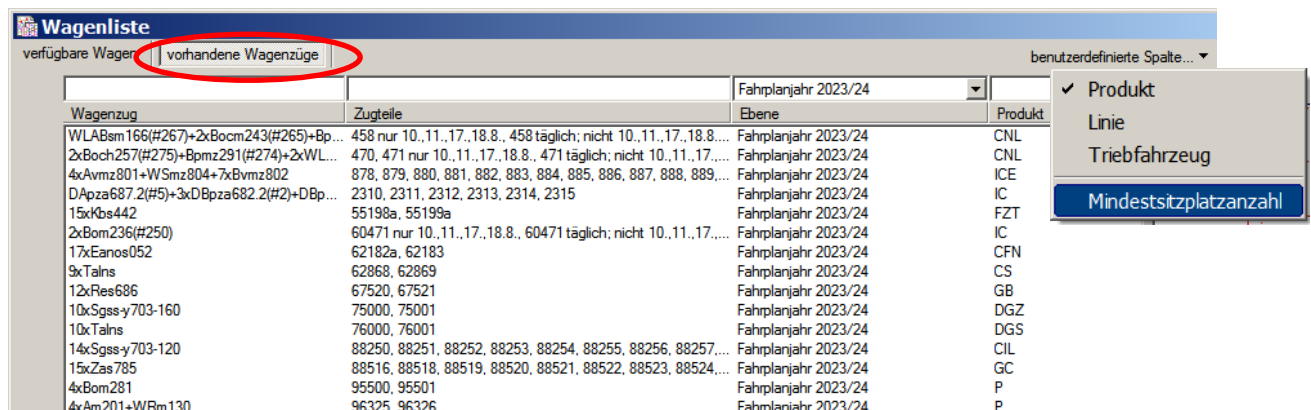 Wagenliste
verfügbare Wagen vorhandene Wagenzüge benutzerdefinierte Spalte...
Fahrplanjahr 2023/24
Wagenzug Zugteile Ebene Produkt
WLABsm166(#267)+2xBocm243(#265)+Bp... 458 nur 10.,11.,17.,18.8., 458 täglich; nicht 10.,11.,17.,18.8.... Fahrplanjahr 2023/24 CNL
2xBoch257(#275)+Bpmz291(#274)+2xWL... 470, 471 nur 10.,11.,17.,18.8., 471 täglich; nicht 10.,11.,17.,... Fahrplanjahr 2023/24 CNL
4xAvmz801+WSmz804+7xBvmz802 878, 879, 880, 881, 882, 883, 884, 885, 886, 887, 888, 889,... Fahrplanjahr 2023/24 ICE
DApza687.2(#5)+3xDBpza682.2(#2)+DBp... 2310, 2311, 2312, 2313, 2314, 2315 Fahrplanjahr 2023/24 IC
15xKbs442 55198a, 55199a Fahrplanjahr 2023/24 FZT
2xBom236(#250) 60471 nur 10.,11.,17.,18.8., 60471 täglich; nicht 10.,11.,17.,... Fahrplanjahr 2023/24 IC
17xEanos052 62182a, 62183 Fahrplanjahr 2023/24 CFN
9xTalns 62868, 62869 Fahrplanjahr 2023/24 CS
12xRes686 67520, 67521 Fahrplanjahr 2023/24 GB
10xSgss-y703-160 75000, 75001 Fahrplanjahr 2023/24 DGZ
10xTalns 76000, 76001 Fahrplanjahr 2023/24 DGS
14xSgss-y703-120 88250, 88251, 88252, 88253, 88254, 88255, 88256, 88257,... Fahrplanjahr 2023/24 CIL
15xZas785 88516, 88518, 88519, 88520, 88521, 88522, 88523, 88524,... Fahrplanjahr 2023/24 GC
4xBom281 95500, 95501 Fahrplanjahr 2023/24 P
4xAm201+WRm130 96325, 96326 Fahrplanjahr 2023/24 P
Produkt
Linie
Triebfahrzeug
Mindestsitzplatzanzahl